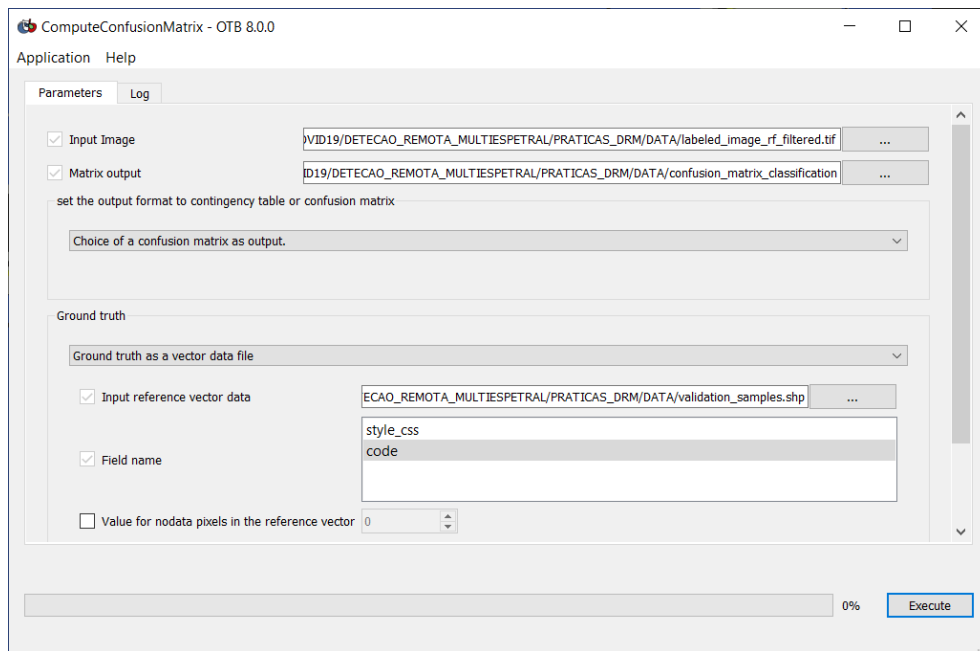 ComputeConfusionMatrix - OTB 8.0.0
Application Help
Parameters Log
Input Image )VID19/DETECAO_REMOTA_MULTIESPETRAL/PRATICAS_DRM/DATA/labeled_image_rf_filtered.tif ...
Matrix output ID19/DETECAO_REMOTA_MULTIESPETRAL/PRATICAS_DRM/DATA/confusion_matrix_classification ...
set the output format to contingency table or confusion matrix
Choice of a confusion matrix as output.
Ground truth
Ground truth as a vector data file
Input reference vector data ECAO_REMOTA_MULTIESPETRAL/PRATICAS_DRM/DATA/validation_samples.shp ...
style_css
code
Field name
Value for nodata pixels in the reference vector 0
0% Execute